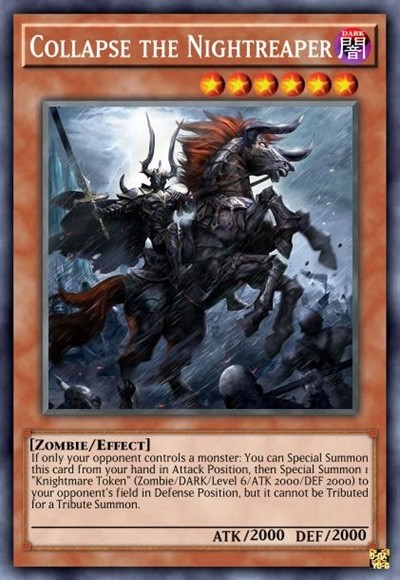 Collapse the Nightreaper
DARK
闇
[Zombie/Effect]
If only your opponent controls a monster: You can Special Summon
this card from your hand in Attack Position, then Special Summon 1
"Knightmare Token" (Zombie/DARK/Level 6/ATK 2000/DEF 2000) to
your opponent's field in Defense Position, but it cannot be Tributed
for a Tribute Summon.
ATK/2000 DEF/2000